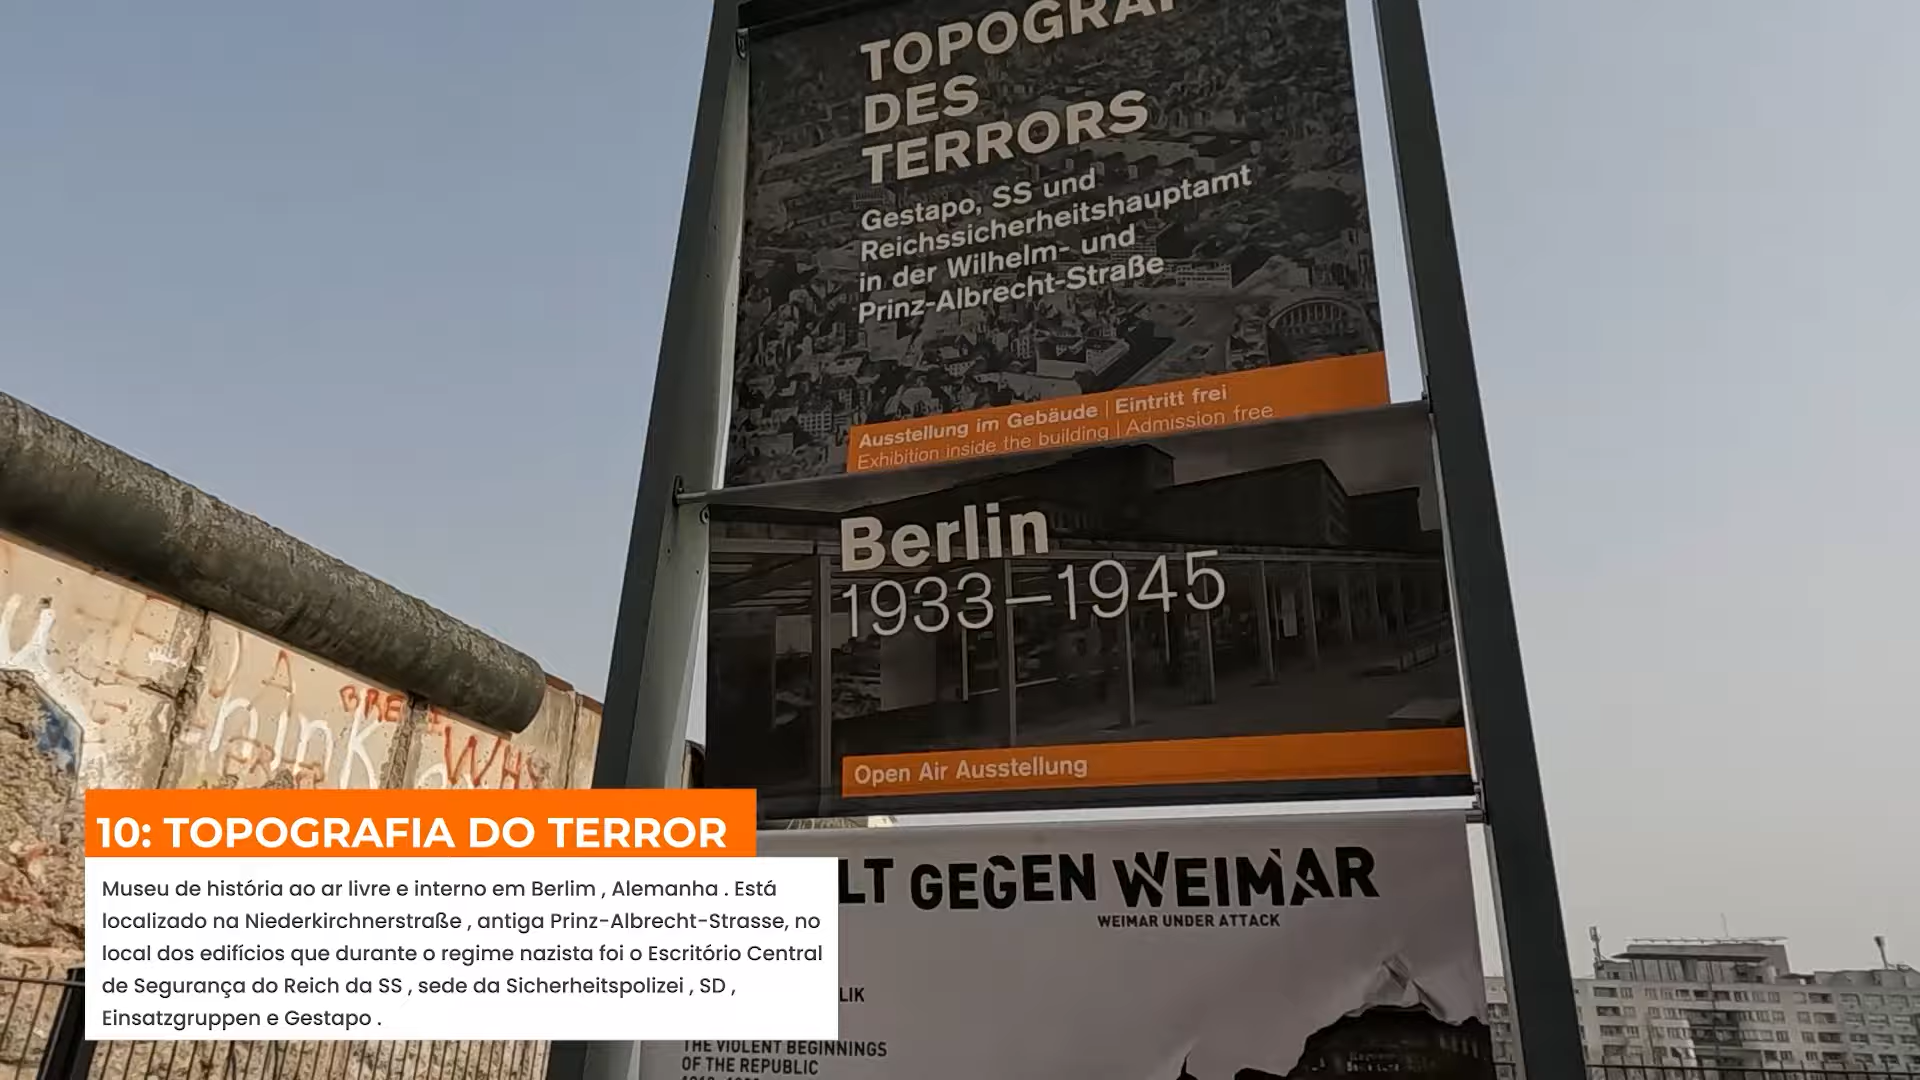 TOPOGRA
DES
TERRORS
Gestapo, SS und
Reichssicherheitshauptamt
in der Wilhelm- und
Prinz-Albrecht-Straße
Ausstellung im Gebäude | Eintritt frei
Exhibition inside the building | Admission free
Berlin
1933–1945
Open Air Ausstellung
LT GEGEN WEIMAR
WEIMAR UNDER ATTACK
LIK
THE VIOLENT BEGINNINGS
OF THE REPUBLIC
BRE
WHY
10: TOPOGRAFIA DO TERROR
Museu de história ao ar livre e interno em Berlim , Alemanha . Está
localizado na Niederkirchnerstraße , antiga Prinz-Albrecht-Strasse, no
local dos edifícios que durante o regime nazista foi o Escritório Central
de Segurança do Reich da SS , sede da Sicherheitspolizei , SD ,
Einsatzgruppen e Gestapo .